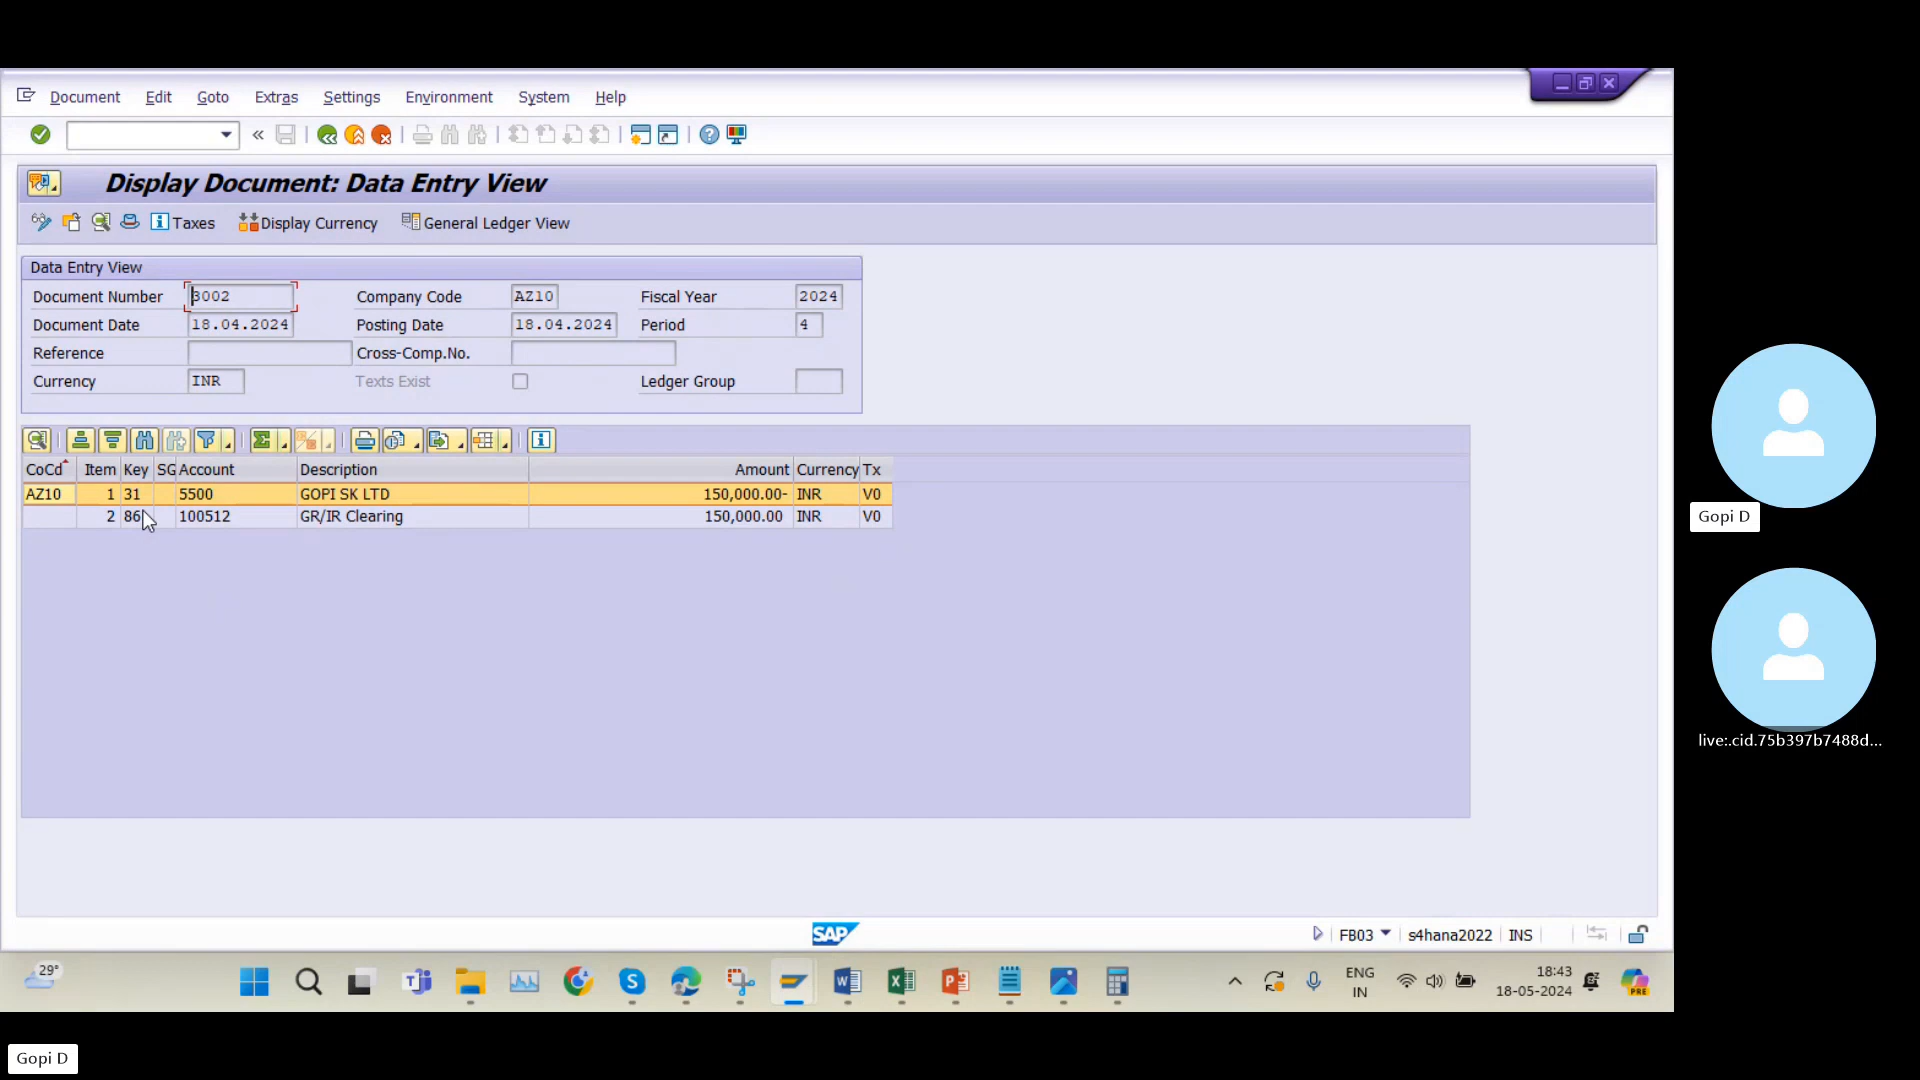 Document Edit Goto Extras Settings Environment System Help
Display Document: Data Entry View
Taxes Display Currency General Ledger View
Data Entry View
Document Number 3002 Company Code AZ10 Fiscal Year 2024
Document Date 18.04.2024 Posting Date 18.04.2024 Period 4
Reference Cross-Comp.No.
Currency INR Texts Exist Ledger Group
CoCd Item Key SG Account Description Amount Currency Tx
AZ10 1 31 5500 GOPI SK LTD 150,000.00- INR V0
2 86 100512 GR/IR Clearing 150,000.00 INR V0
Gopi D
live:.cid.75b397b7488d...
SAP FB03 s4hana2022 INS
29°
ENG
IN
18:43
18-05-2024
PRE
Gopi D